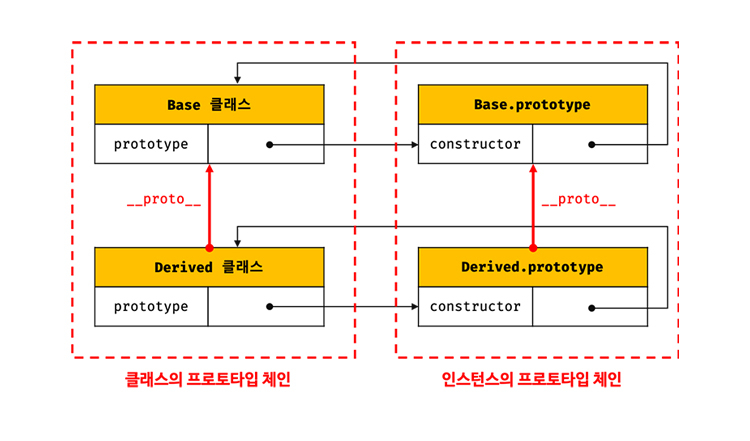 Base 클래스
prototype
Base.prototype
constructor
__proto__
__proto__
Derived 클래스
prototype
Derived.prototype
constructor
클래스의 프로토타입 체인
인스턴스의 프로토타입 체인